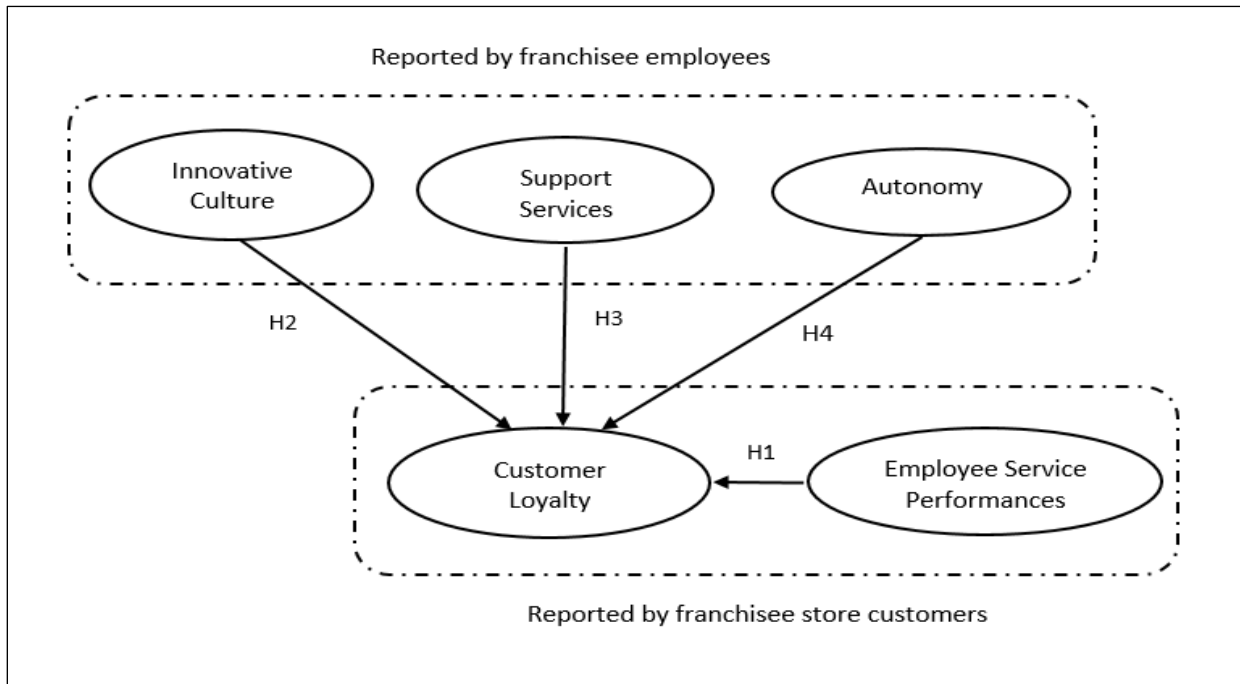 Reported by franchisee employees
Innovative
Culture
Support
Services
Autonomy
H2
H3
H4
Customer
Loyalty
H1
Employee Service
Performances
Reported by franchisee store customers